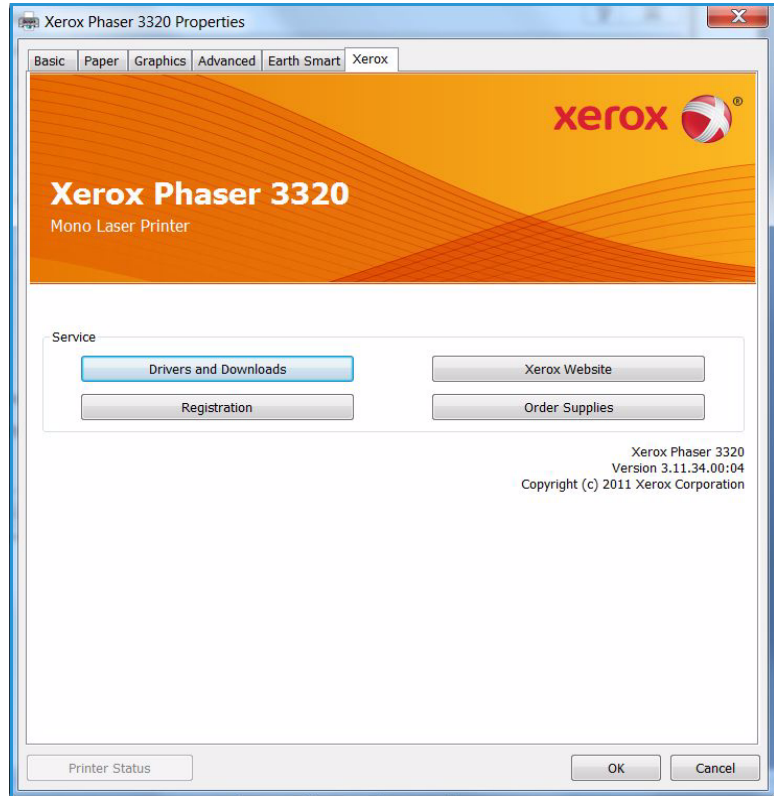 Xerox Phaser 3320 Properties
Basic Paper Graphics Advanced Earth Smart Xerox
xerox ®
Xerox Phaser 3320
Mono Laser Printer
Service
Drivers and Downloads Xerox Website
Registration Order Supplies
Xerox Phaser 3320
Version 3.11.34.00:04
Copyright (c) 2011 Xerox Corporation
Printer Status OK Cancel